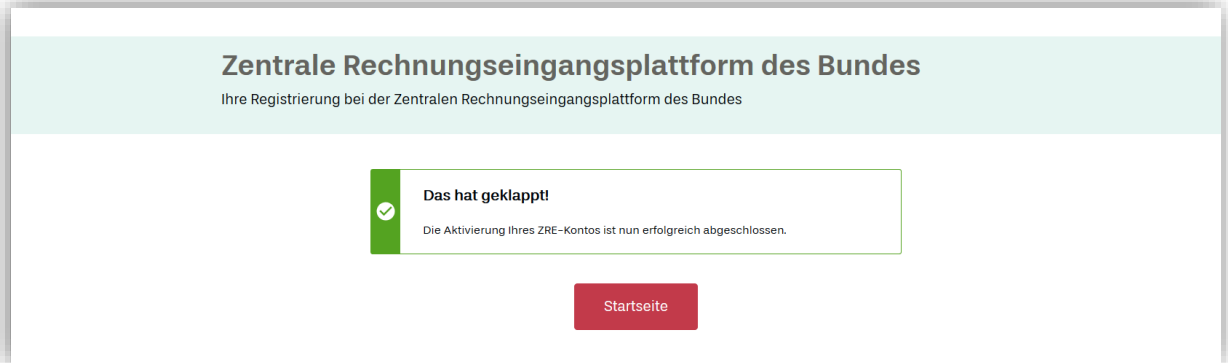 Zentrale Rechnungseingangsplattform des Bundes
Ihre Registrierung bei der Zentralen Rechnungseingangsplattform des Bundes
Das hat geklappt!
Die Aktivierung Ihres ZRE-Kontos ist nun erfolgreich abgeschlossen.
Startseite